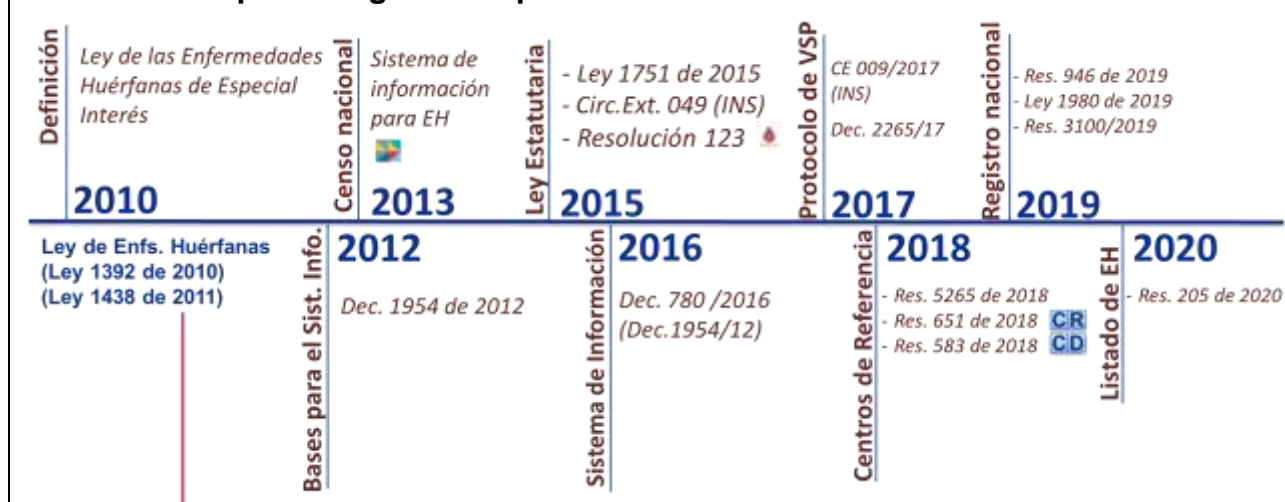 Definición
Ley de las Enfermedades
Huérfanas de Especial
Interés
2010
Censo nacional
Sistema de
información
para EH
2013
Ley Estatutaria
- Ley 1751 de 2015
- Circ.Ext. 049 (INS)
- Resolución 123
2015
Protocolo de VSP
CE 009/2017
(INS)
Dec. 2265/17
2017
Registro nacional
- Res. 946 de 2019
- Ley 1980 de 2019
- Res. 3100/2019
2019
Ley de Enfs. Huérfanas
(Ley 1392 de 2010)
(Ley 1438 de 2011)
Bases para el Sist. Info.
2012
Dec. 1954 de 2012
Sistema de Información
2016
Dec. 780 /2016
(Dec.1954/12)
Centros de Referencia
2018
- Res. 5265 de 2018
- Res. 651 de 2018 CR
- Res. 583 de 2018 CD
Listado de EH
2020
- Res. 205 de 2020